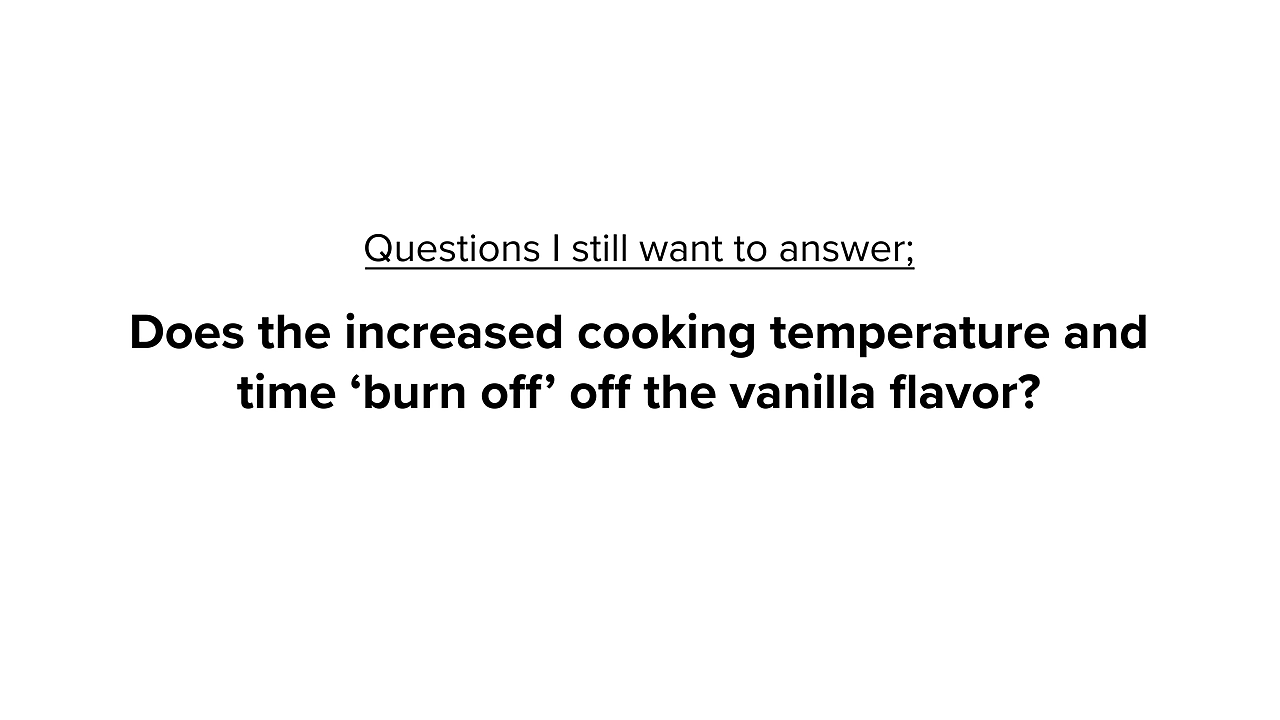 Questions I still want to answer;
Does the increased cooking temperature and
time ‘burn off’ off the vanilla flavor?